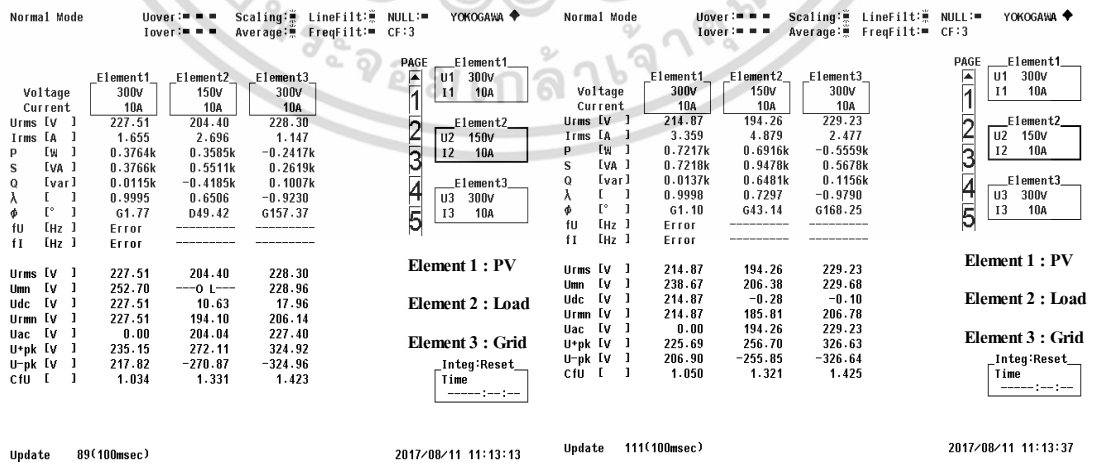 Normal Mode Uover:■ ■ ■ Scaling:■ LineFilt:■ NULL:■ YOKOGAWA ◆
Iover:■ ■ ■ Average:■ FreqFilt:■ CF:3
PAGE
▲
1
2
3
4
5
Element1
U1 300V
I1 10A
Element2
U2 150V
I2 10A
Element3
U3 300V
I3 10A
Element1 Element2 Element3
Voltage 300V 150V 300V
Current 10A 10A 10A
Urms [V ] 227.51 204.40 228.30
Irms [A ] 1.655 2.696 1.147
P [W ] 0.3764k 0.3585k -0.2417k
S [VA ] 0.3766k 0.5511k 0.2619k
Q [var] 0.0115k -0.4185k 0.1007k
λ [ ] 0.9995 0.6506 -0.9230
ϕ [° ] G1.77 D49.42 G157.37
fU [Hz ] Error --------- ---------
fI [Hz ] Error --------- ---------
Urms [V ] 227.51 204.40 228.30
Umn [V ] 252.70 ---O L--- 228.96
Udc [V ] 227.51 10.63 17.96
Urmn [V ] 227.51 194.10 206.14
Uac [V ] 0.00 204.04 227.40
U+pk [V ] 235.15 272.11 324.92
U-pk [V ] 217.82 -270.87 -324.96
CfU [ ] 1.034 1.331 1.423
Element 1 : PV
Element 2 : Load
Element 3 : Grid
Integ:Reset
Time
-----:--:--
Update 89(100msec) 2017/08/11 11:13:13
Normal Mode Uover:■ ■ ■ Scaling:■ LineFilt:■ NULL:■ YOKOGAWA ◆
Iover:■ ■ ■ Average:■ FreqFilt:■ CF:3
PAGE
▲
1
2
3
4
5
Element1
U1 300V
I1 10A
Element2
U2 150V
I2 10A
Element3
U3 300V
I3 10A
Element1 Element2 Element3
Voltage 300V 150V 300V
Current 10A 10A 10A
Urms [V ] 214.87 194.26 229.23
Irms [A ] 3.359 4.879 2.477
P [W ] 0.7217k 0.6916k -0.5559k
S [VA ] 0.7218k 0.9478k 0.5678k
Q [var] 0.0137k 0.6481k 0.1156k
λ [ ] 0.9998 0.7297 -0.9790
ϕ [° ] G1.10 G43.14 G168.25
fU [Hz ] Error --------- ---------
fI [Hz ] Error --------- ---------
Urms [V ] 214.87 194.26 229.23
Umn [V ] 238.67 206.38 229.68
Udc [V ] 214.87 -0.28 -0.10
Urmn [V ] 214.87 185.81 206.78
Uac [V ] 0.00 194.26 229.23
U+pk [V ] 225.69 256.70 326.63
U-pk [V ] 206.90 -255.85 -326.64
CfU [ ] 1.050 1.321 1.425
Element 1 : PV
Element 2 : Load
Element 3 : Grid
Integ:Reset
Time
-----:--:--
Update 111(100msec) 2017/08/11 11:13:37